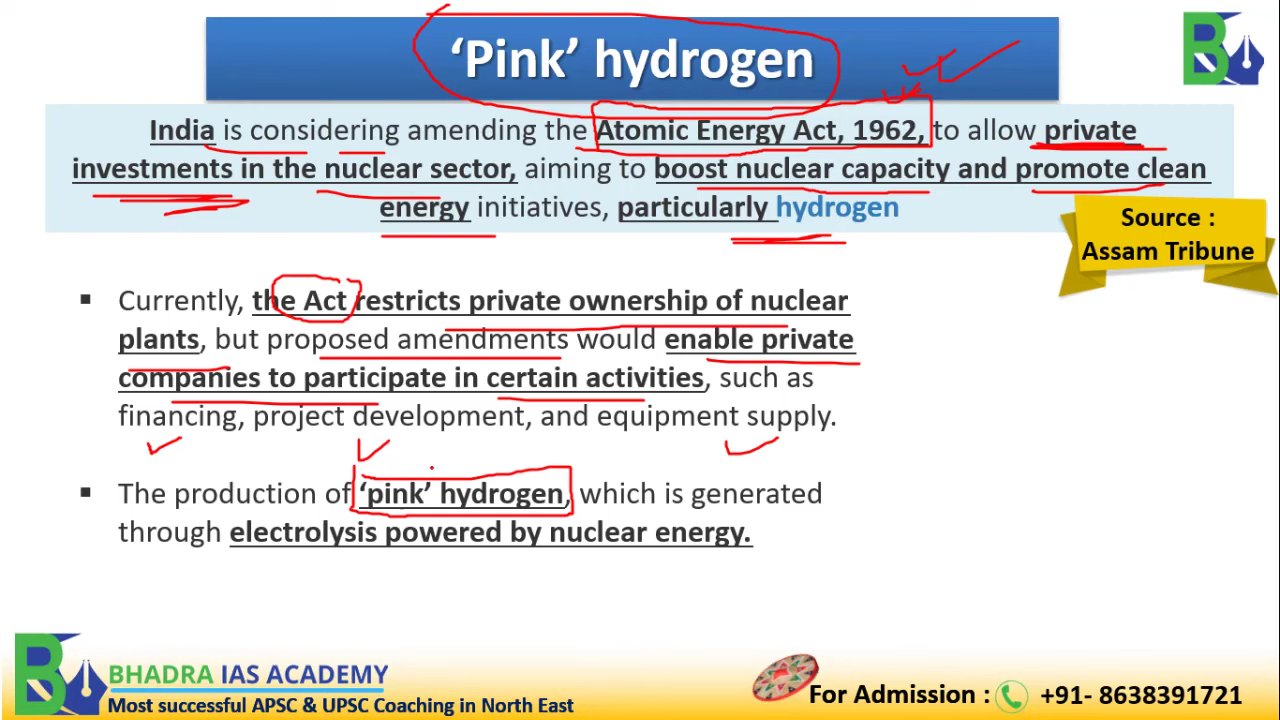 ‘Pink’ hydrogen
India is considering amending the Atomic Energy Act, 1962, to allow private
investments in the nuclear sector, aiming to boost nuclear capacity and promote clean
energy initiatives, particularly hydrogen
Source :
Assam Tribune
▪ Currently, the Act restricts private ownership of nuclear
plants, but proposed amendments would enable private
companies to participate in certain activities, such as
financing, project development, and equipment supply.
▪ The production of ‘pink’ hydrogen, which is generated
through electrolysis powered by nuclear energy.
BHADRA IAS ACADEMY
Most successful APSC & UPSC Coaching in North East
For Admission : +91- 8638391721